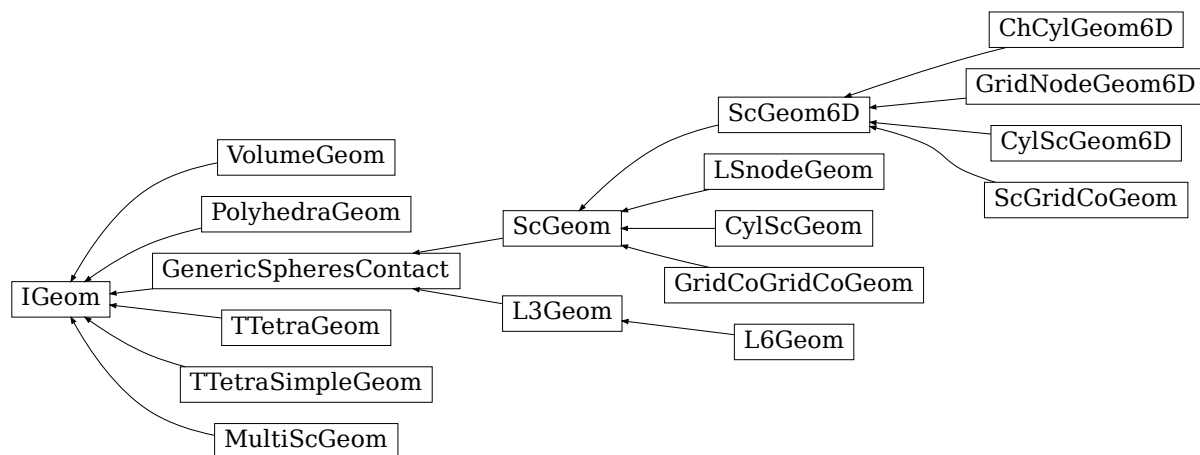 ChCylGeom6D
GridNodeGeom6D
ScGeom6D
CylScGeom6D
VolumeGeom
LSnodeGeom
ScGridCoGeom
PolyhedraGeom
ScGeom
CylScGeom
GenericSpheresContact
GridCoGridCoGeom
IGeom
L3Geom
TTetraGeom
L6Geom
TTetraSimpleGeom
MultiScGeom